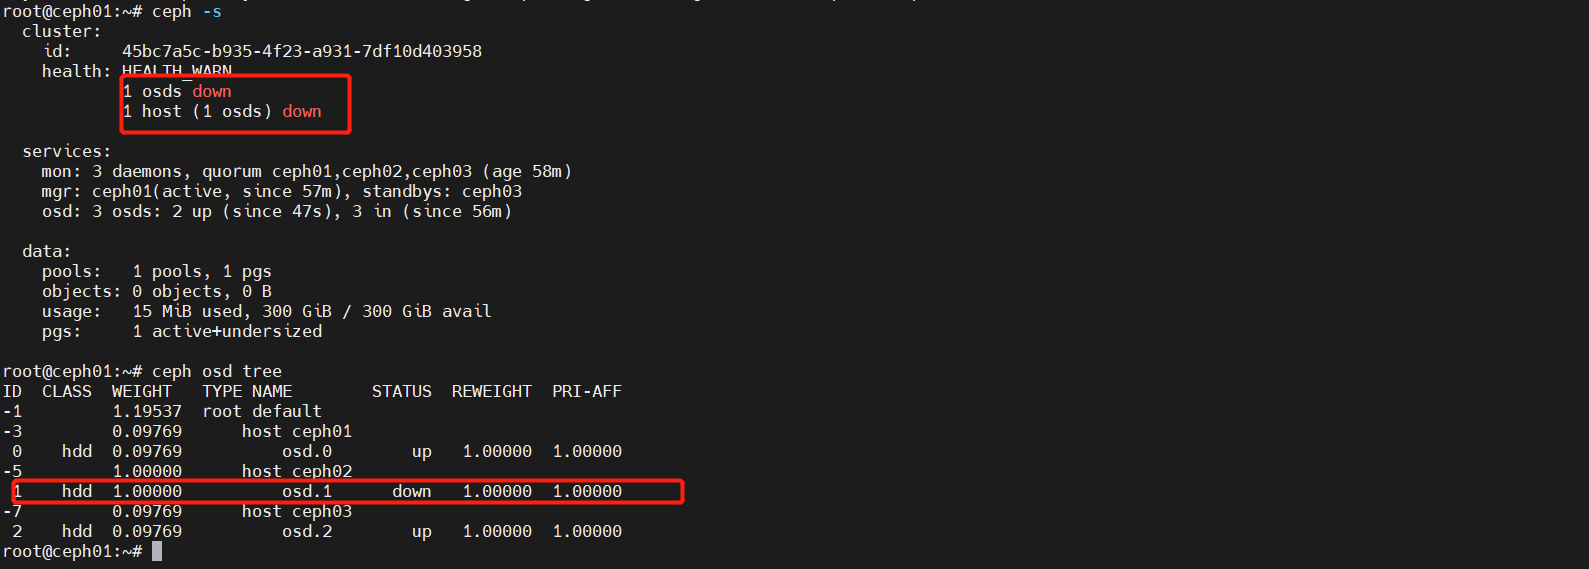 root@ceph01:~# ceph -s
  cluster:
    id:     45bc7a5c-b935-4f23-a931-7df10d403958
    health: HEALTH_WARN
            1 osds down
            1 host (1 osds) down

  services:
    mon: 3 daemons, quorum ceph01,ceph02,ceph03 (age 58m)
    mgr: ceph01(active, since 57m), standbys: ceph03
    osd: 3 osds: 2 up (since 47s), 3 in (since 56m)

  data:
    pools:   1 pools, 1 pgs
    objects: 0 objects, 0 B
    usage:   15 MiB used, 300 GiB / 300 GiB avail
    pgs:     1 active+undersized

root@ceph01:~# ceph osd tree
ID  CLASS  WEIGHT   TYPE NAME        STATUS  REWEIGHT  PRI-AFF
-1         1.19537  root default
-3         0.09769      host ceph01
 0    hdd  0.09769          osd.0        up   1.00000  1.00000
-5         1.00000      host ceph02
 1    hdd  1.00000          osd.1      down   1.00000  1.00000
-7         0.09769      host ceph03
 2    hdd  0.09769          osd.2        up   1.00000  1.00000
root@ceph01:~#